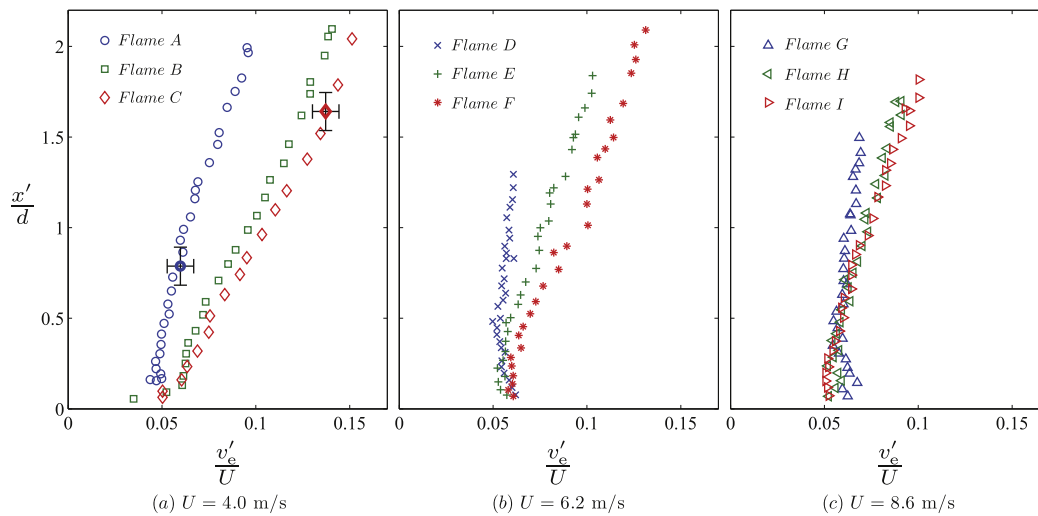 2
1.5
1
0.5
0
x′/d
0 0.05 0.1 0.15
v′e/U
Flame A
Flame B
Flame C
(a) U = 4.0 m/s
0 0.05 0.1 0.15
v′e/U
Flame D
Flame E
Flame F
(b) U = 6.2 m/s
0 0.05 0.1 0.15
v′e/U
Flame G
Flame H
Flame I
(c) U = 8.6 m/s